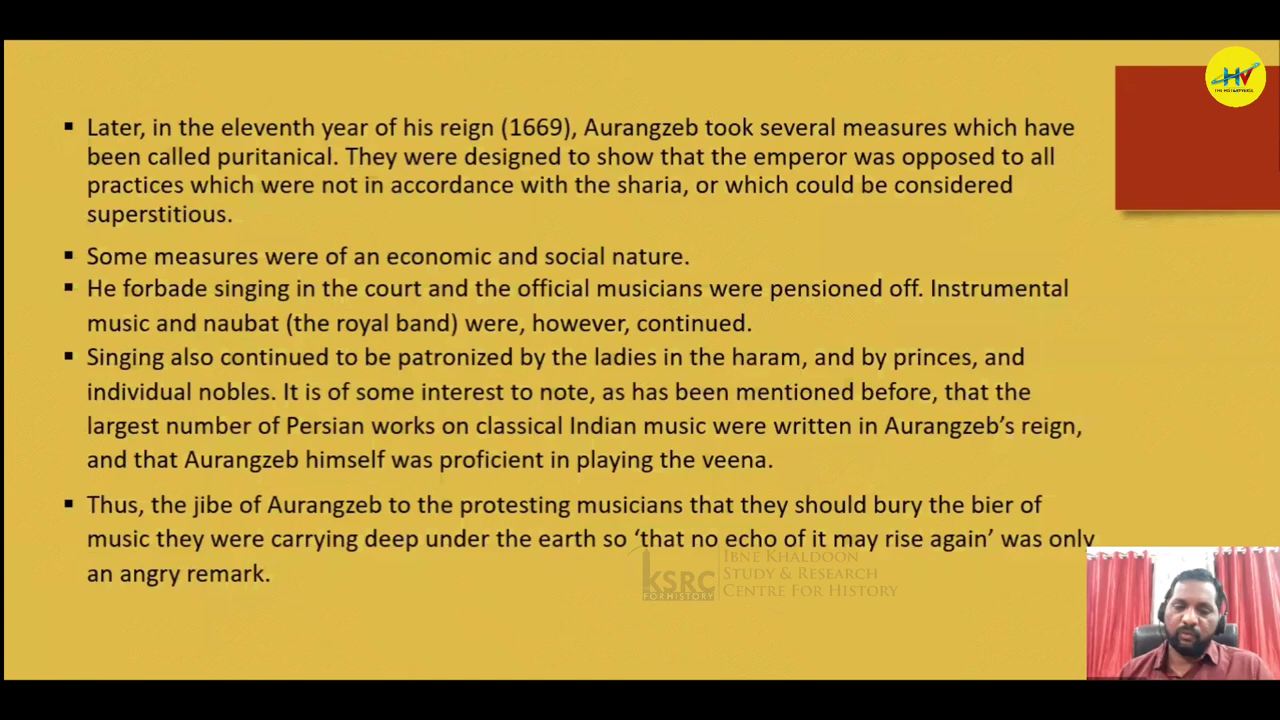 Later, in the eleventh year of his reign (1669), Aurangzeb took several measures which have
been called puritanical. They were designed to show that the emperor was opposed to all
practices which were not in accordance with the sharia, or which could be considered
superstitious.
Some measures were of an economic and social nature.
He forbade singing in the court and the official musicians were pensioned off. Instrumental
music and naubat (the royal band) were, however, continued.
Singing also continued to be patronized by the ladies in the haram, and by princes, and
individual nobles. It is of some interest to note, as has been mentioned before, that the
largest number of Persian works on classical Indian music were written in Aurangzeb’s reign,
and that Aurangzeb himself was proficient in playing the veena.
Thus, the jibe of Aurangzeb to the protesting musicians that they should bury the bier of
music they were carrying deep under the earth so ‘that no echo of it may rise again’ was only
an angry remark.
IKSRC
FORHISTORY
IBNE KHALDOON
STUDY & RESEARCH
CENTRE FOR HISTORY
HV